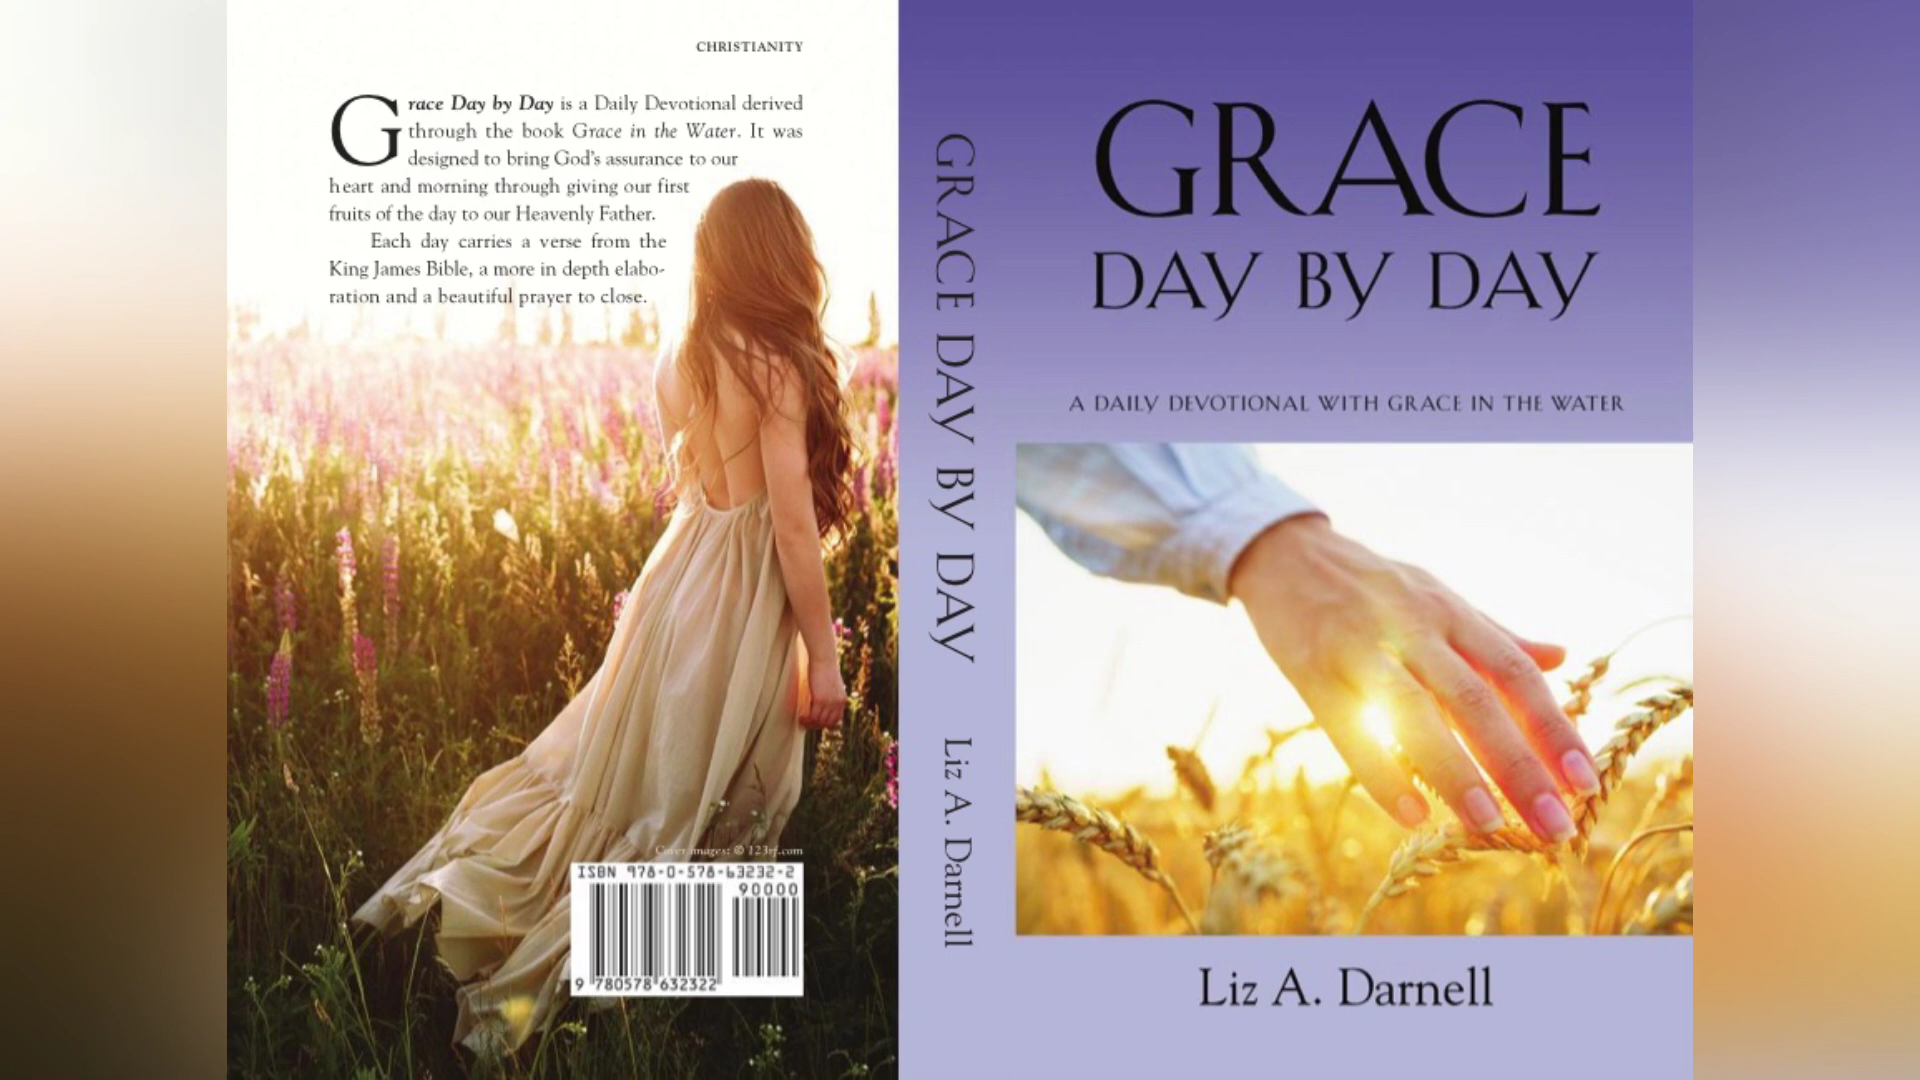 CHRISTIANITY
Grace Day by Day is a Daily Devotional derived
through the book Grace in the Water. It was
designed to bring God's assurance to our
heart and morning through giving our first
fruits of the day to our Heavenly Father.
Each day carries a verse from the
King James Bible, a more in depth elabo-
ration and a beautiful prayer to close.
Cover images: © 123rf.com
ISBN 978-0-578-63232-2
90000
9 780578 632322
GRACE DAY BY DAY Liz A. Darnell
GRACE
DAY BY DAY
A DAILY DEVOTIONAL WITH GRACE IN THE WATER
Liz A. Darnell